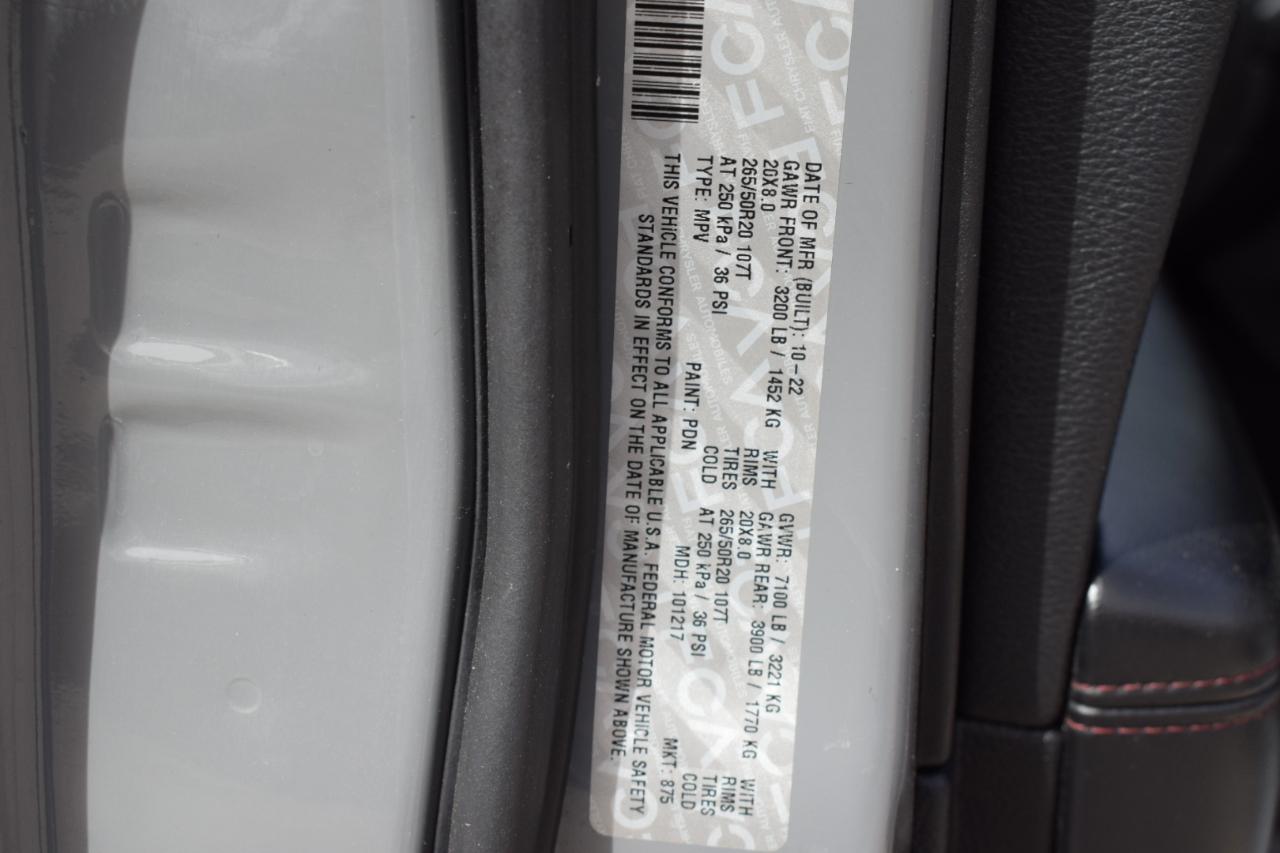 DATE OF MFR (BUILT): 10-22 GVWR: 7100 LB / 3221 KG
GAWR FRONT: 3200 LB / 1452 KG WITH GAWR REAR: 3900 LB / 1770 KG WITH
20X8.0 RIMS 20X8.0 RIMS
265/50R20 107T TIRES 265/50R20 107T TIRES
AT 250 kPa / 36 PSI COLD AT 250 kPa / 36 PSI COLD
TYPE: MPV PAINT: PDN MDH: 101217 MKT: 875
THIS VEHICLE CONFORMS TO ALL APPLICABLE U.S.A. FEDERAL MOTOR VEHICLE SAFETY
STANDARDS IN EFFECT ON THE DATE OF MANUFACTURE SHOWN ABOVE.